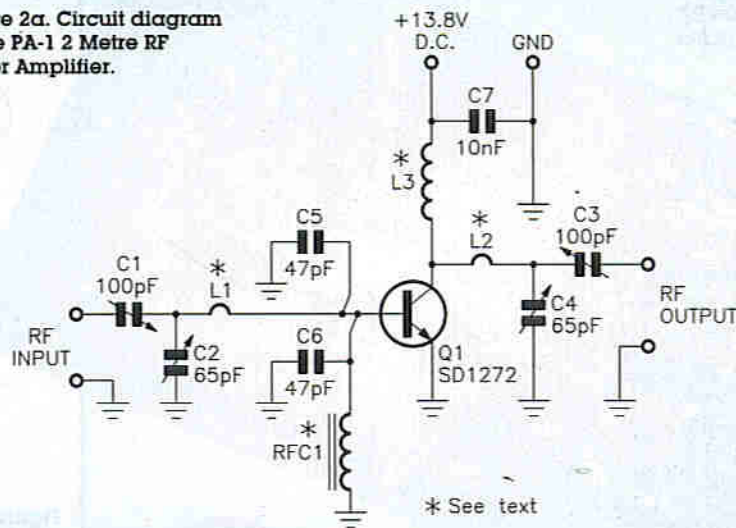 2a. Circuit diagram
PA-1 2 Metre RF
Amplifier.
+13.8V
D.C.
GND
C7
10nF
*
L3
C5
47pF
*
L2
C3
100pF
C1
100pF
*
L1
RF
INPUT
C2
65pF
C6
47pF
Q1
SD1272
C4
65pF
RF
OUTPUT
*
RFC1
* See text